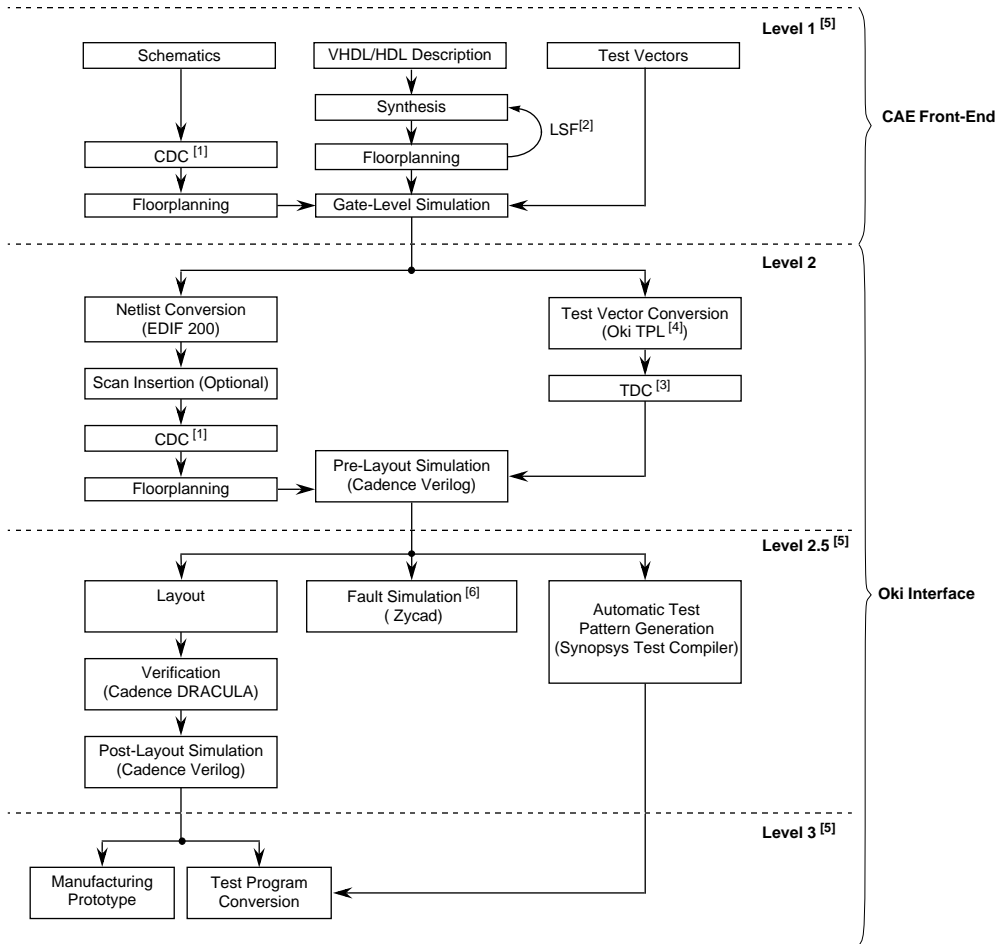 Level 1 [5]
Schematics
VHDL/HDL Description
Test Vectors
Synthesis
LSF[2]
CAE Front-End
CDC [1]
Floorplanning
Floorplanning
Gate-Level Simulation
Level 2
Netlist Conversion
(EDIF 200)
Test Vector Conversion
(Oki TPL [4])
Scan Insertion (Optional)
TDC [3]
CDC [1]
Floorplanning
Pre-Layout Simulation
(Cadence Verilog)
Level 2.5 [5]
Layout
Fault Simulation [6]
( Zycad)
Automatic Test
Pattern Generation
(Synopsys Test Compiler)
Oki Interface
Verification
(Cadence DRACULA)
Post-Layout Simulation
(Cadence Verilog)
Level 3 [5]
Manufacturing
Prototype
Test Program
Conversion